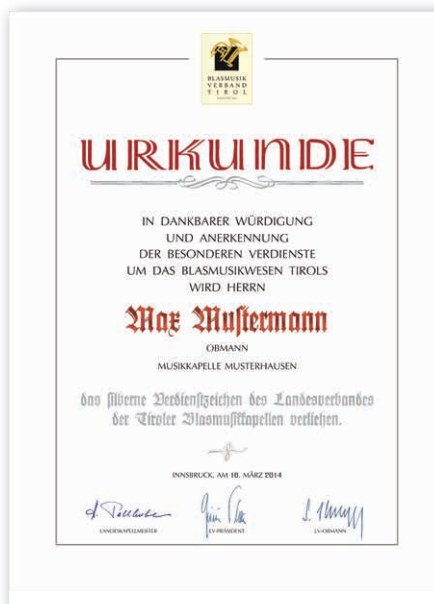 BLASMUSIK
VERBAND
TIROL
URKUNDE
IN DANKBARER WÜRDIGUNG
UND ANERKENNUNG
DER BESONDEREN VERDIENSTE
UM DAS BLASMUSIKWESEN TIROLS
WIRD HERRN
Max Mustermann
OBMANN
MUSIKKAPELLE MUSTERHAUSEN
das silberne Verdienstzeichen des Landesverbandes
der Tiroler Blasmusikkapellen verliehen.
INNSBRUCK, AM 16. MÄRZ 2014
LANDESKAPELLMEISTER LV-PRÄSIDENT LV-OBMANN